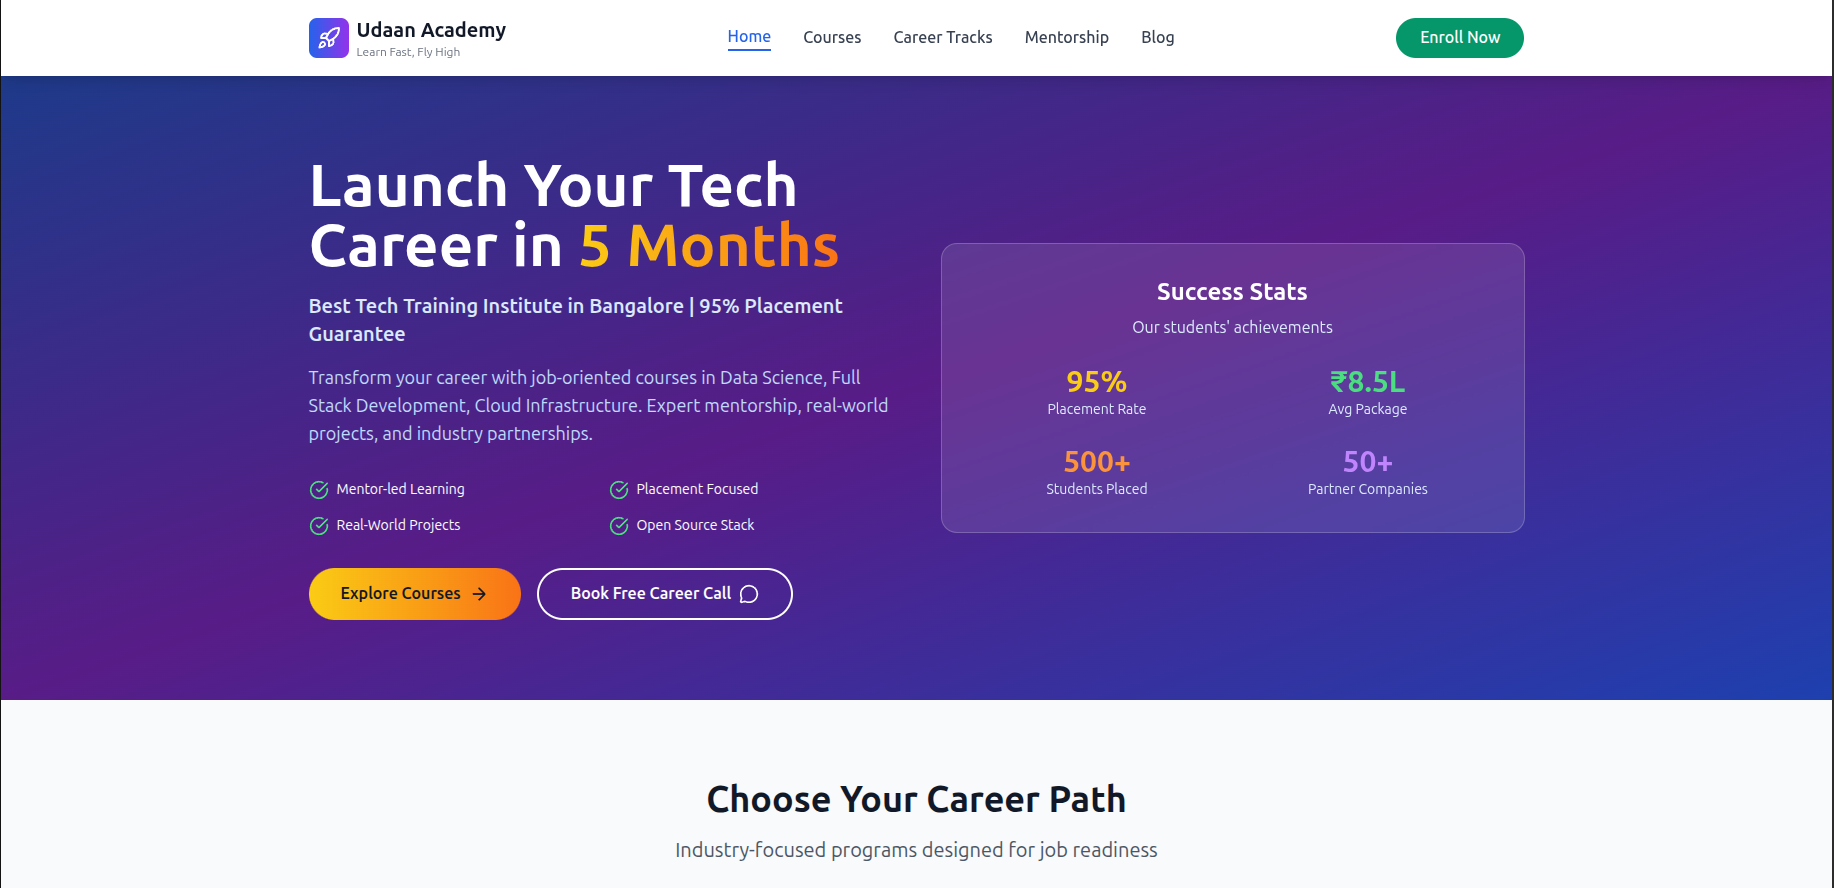 Udaan Academy
Learn Fast, Fly High
Home
Courses
Career Tracks
Mentorship
Blog
Enroll Now
Launch Your Tech
Career in 5 Months
Best Tech Training Institute in Bangalore | 95% Placement
Guarantee
Transform your career with job-oriented courses in Data Science, Full
Stack Development, Cloud Infrastructure. Expert mentorship, real-world
projects, and industry partnerships.
Mentor-led Learning
Placement Focused
Real-World Projects
Open Source Stack
Explore Courses
Book Free Career Call
Success Stats
Our students' achievements
95%
Placement Rate
₹8.5L
Avg Package
500+
Students Placed
50+
Partner Companies
Choose Your Career Path
Industry-focused programs designed for job readiness